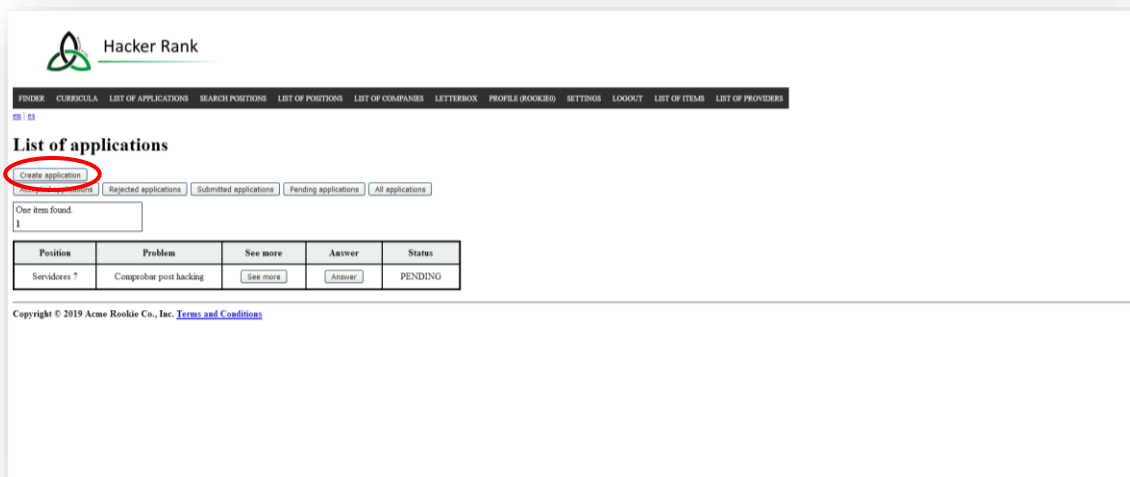 Hacker Rank
FINDER CURRICULA LIST OF APPLICATIONS SEARCH POSITIONS LIST OF POSITIONS LIST OF COMPANIES LETTERBOX PROFILE (ROOKIE0) SETTINGS LOGOUT LIST OF ITEMS LIST OF PROVIDERS
en | es
List of applications
Create application
Accepted applications Rejected applications Submitted applications Pending applications All applications
One item found.
1
Position Problem See more Answer Status
Servidores 7 Comprobar post hacking See more Answer PENDING
Copyright © 2019 Acme Rookie Co., Inc. Terms and Conditions